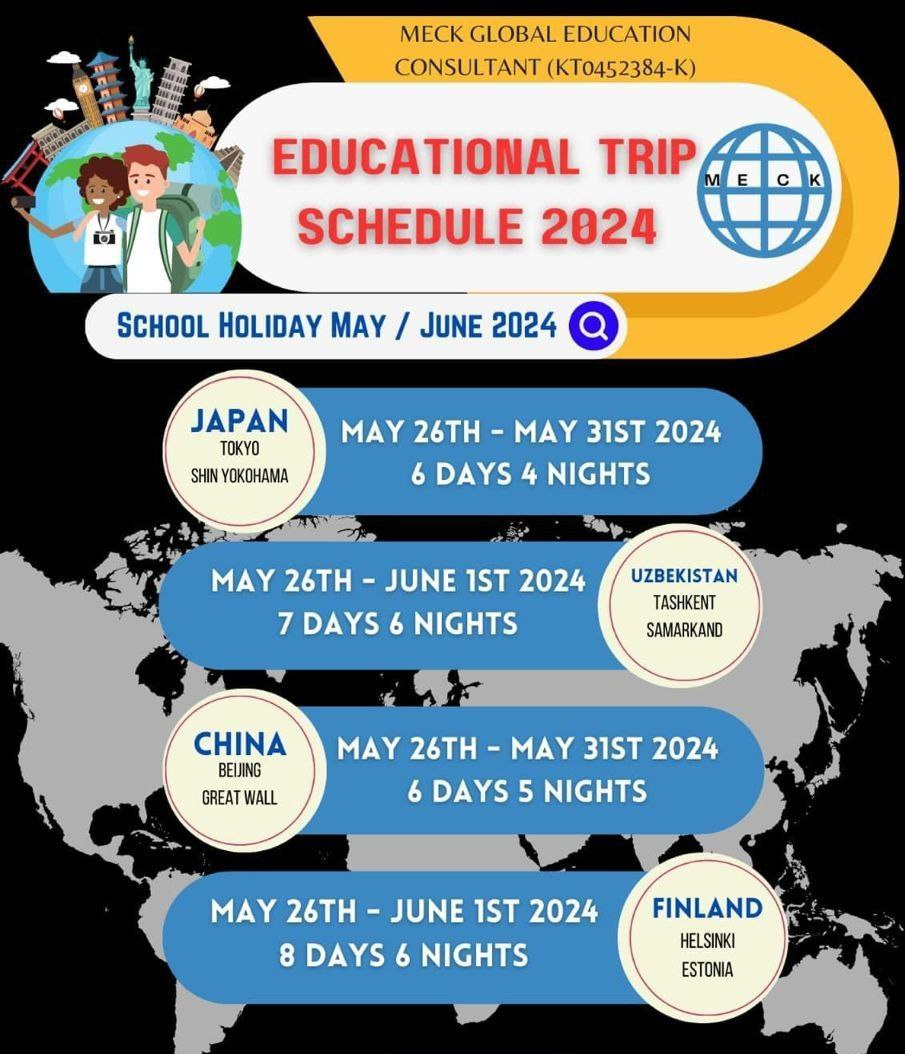 MECK GLOBAL EDUCATION
CONSULTANT (KT0452384-K)
EDUCATIONAL TRIP
SCHEDULE 2024
M E C K
SCHOOL HOLIDAY MAY / JUNE 2024
JAPAN
TOKYO
SHIN YOKOHAMA
MAY 26TH - MAY 31ST 2024
6 DAYS 4 NIGHTS
MAY 26TH - JUNE 1ST 2024
7 DAYS 6 NIGHTS
UZBEKISTAN
TASHKENT
SAMARKAND
CHINA
BEIJING
GREAT WALL
MAY 26TH - MAY 31ST 2024
6 DAYS 5 NIGHTS
MAY 26TH - JUNE 1ST 2024
8 DAYS 6 NIGHTS
FINLAND
HELSINKI
ESTONIA